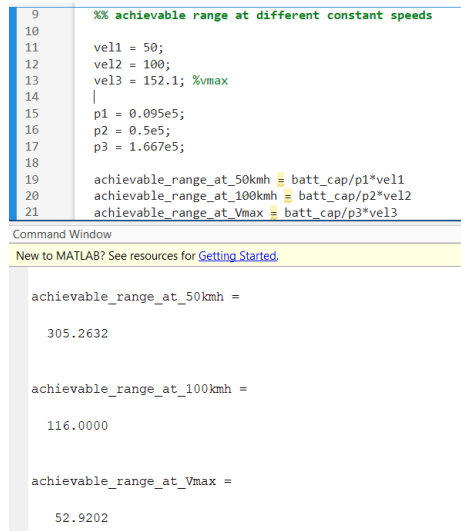 9 %% achievable range at different constant speeds
10
11 vel1 = 50;
12 vel2 = 100;
13 vel3 = 152.1; %vmax
14
15 p1 = 0.095e5;
16 p2 = 0.5e5;
17 p3 = 1.667e5;
18
19 achievable_range_at_50kmh = batt_cap/p1*vel1
20 achievable_range_at_100kmh = batt_cap/p2*vel2
21 achievable_range_at_Vmax = batt_cap/p3*vel3
Command Window
New to MATLAB? See resources for Getting Started.
achievable_range_at_50kmh =
305.2632
achievable_range_at_100kmh =
116.0000
achievable_range_at_Vmax =
52.9202